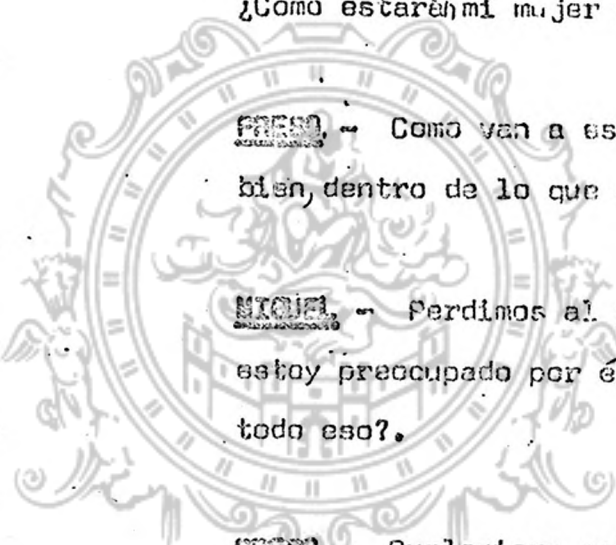 ¿Como estarán mi mujer
PRESO.- Como van a es
bien, dentro de lo que
MIGUEL.- Perdimos al
estoy preocupado por é
todo eso?.